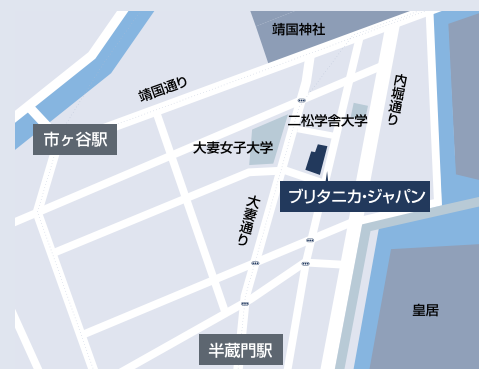 靖国神社
靖国通り
内堀通り
二松学舎大学
市ヶ谷駅
大妻女子大学
ブリタニカ・ジャパン
大妻通り
皇居
半蔵門駅